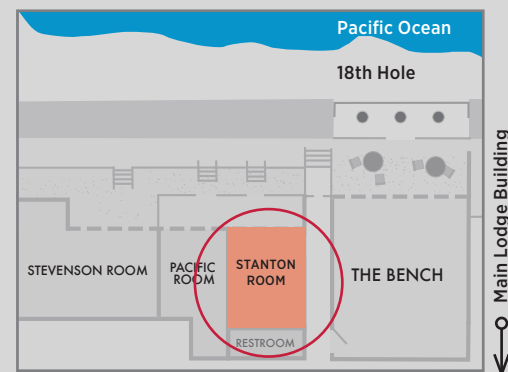 Pacific Ocean
18th Hole
STEVENSON ROOM
PACIFIC
ROOM
STANTON
ROOM
THE BENCH
RESTROOM
Main Lodge Building